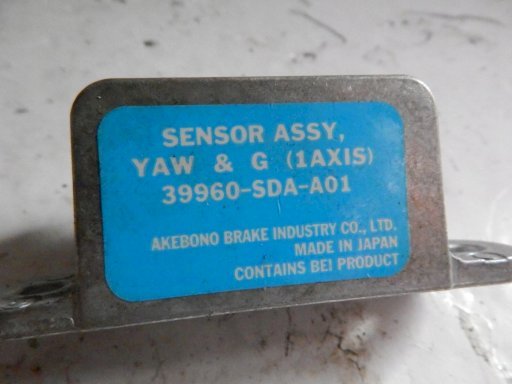 SENSOR ASSY,
YAW & G (1AXIS)
39960-SDA-A01
AKEBONO BRAKE INDUSTRY CO., LTD.
MADE IN JAPAN
CONTAINS BEI PRODUCT